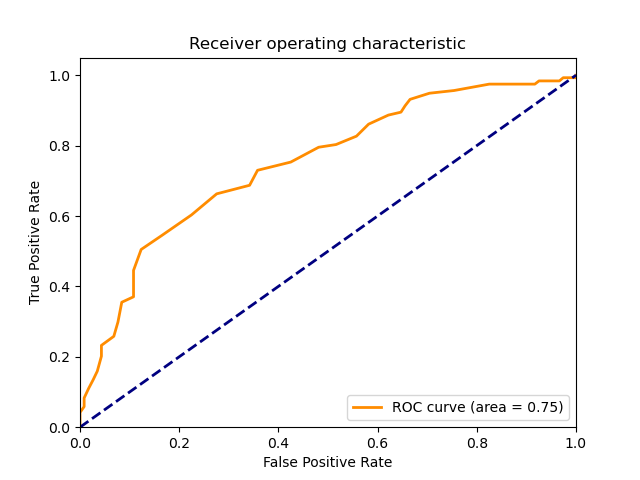 Receiver operating characteristic
1.0
0.8
0.6
0.4
0.2
0.0
True Positive Rate
ROC curve (area = 0.75)
0.0 0.2 0.4 0.6 0.8 1.0
False Positive Rate